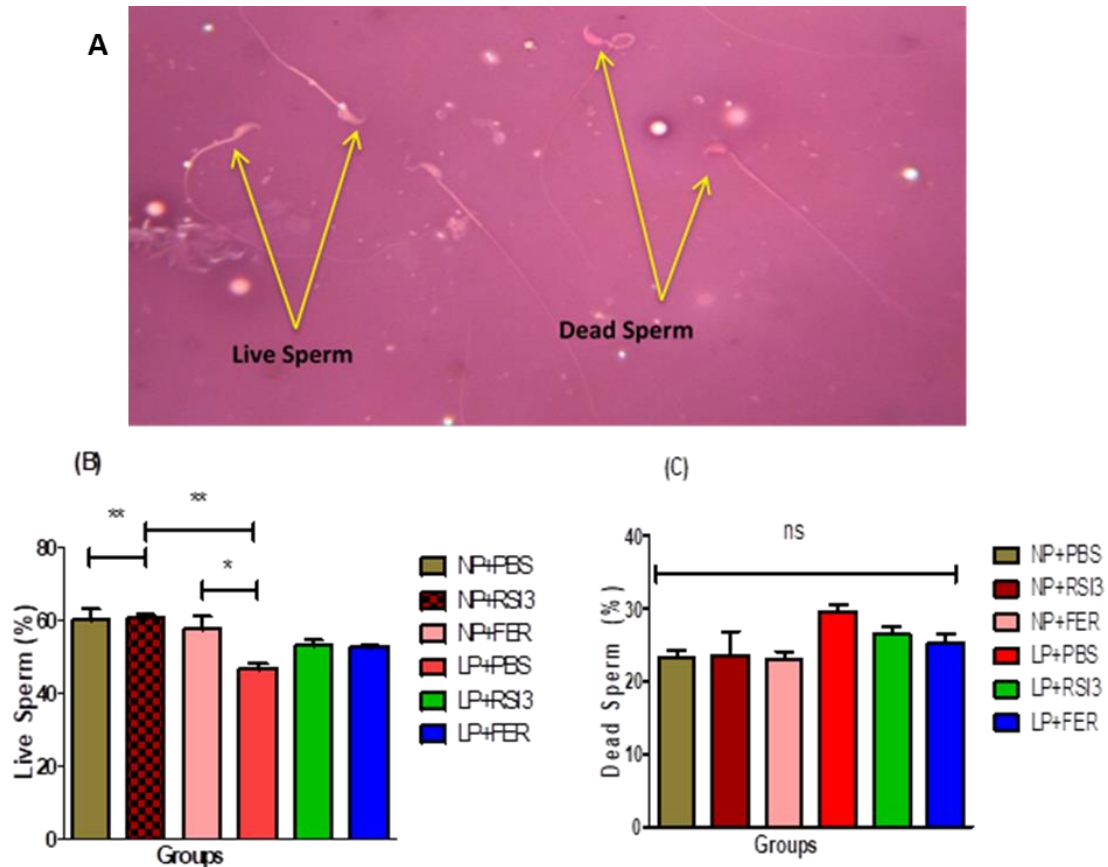 A
Live Sperm
Dead Sperm
(B)
**
**
*
80
60
40
20
0
Live Sperm (%)
Groups
NP+PBS
NP+RSI3
NP+FER
LP+PBS
LP+RSI3
LP+FER
(C)
ns
40
30
20
10
0
Dead Sperm (%)
Groups
NP+PBS
NP+RSI3
NP+FER
LP+PBS
LP+RSI3
LP+FER